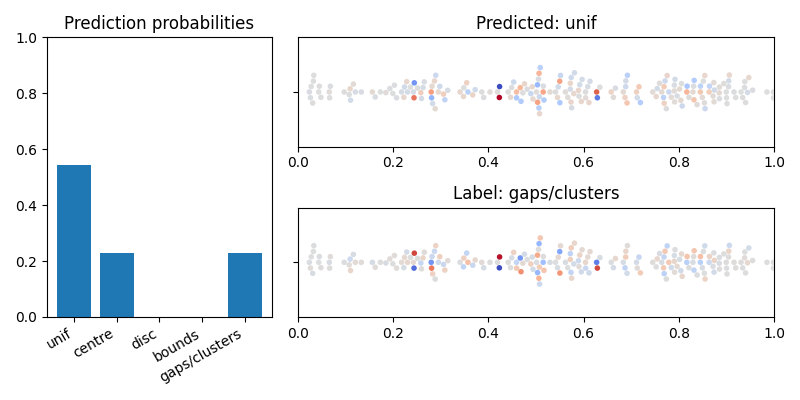 Prediction probabilities
1.0
0.8
0.6
0.4
0.2
0.0
unif
centre
disc
bounds
gaps/clusters
Predicted: unif
0.0 0.2 0.4 0.6 0.8 1.0
Label: gaps/clusters
0.0 0.2 0.4 0.6 0.8 1.0